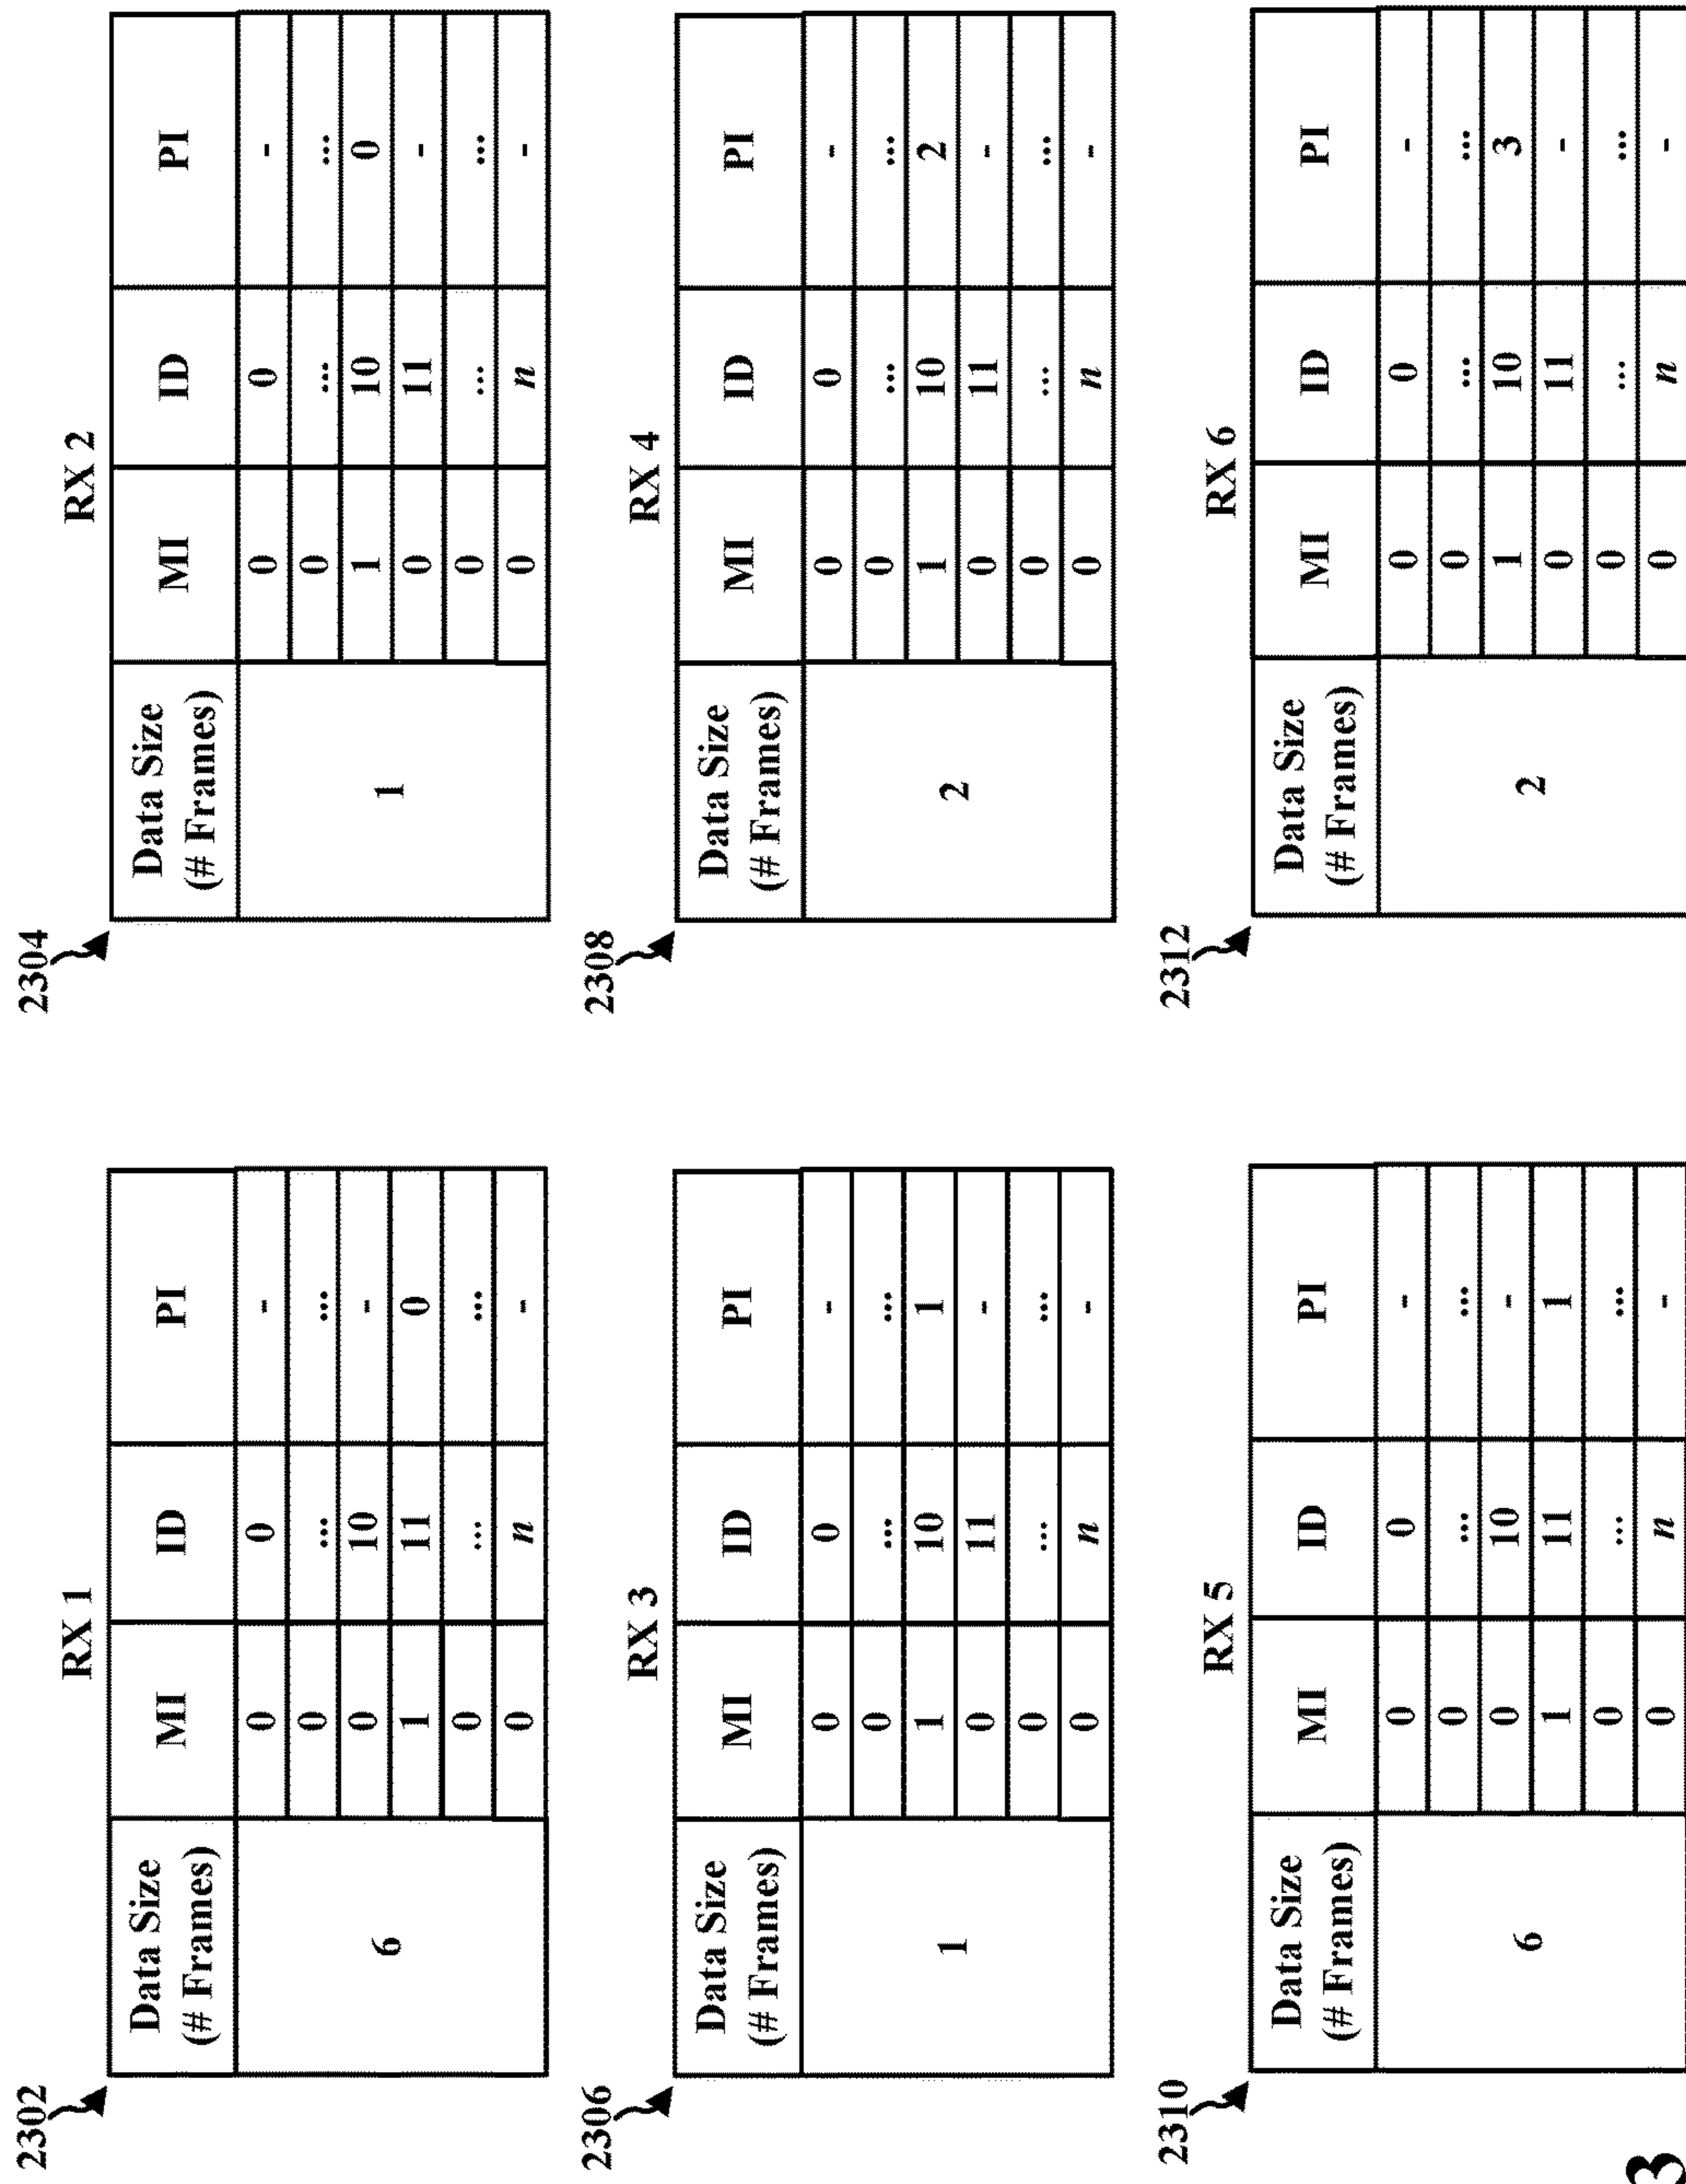 2302
RX 1
Data Size (# Frames) MI ID PI
6
0 0 -
0 ... ...
0 10 -
1 11 0
0 ... ...
0 n -
2304
RX 2
Data Size (# Frames) MI ID PI
1
0 0 -
0 ... ...
1 10 0
0 11 -
0 ... ...
0 n -
2306
RX 3
Data Size (# Frames) MI ID PI
1
0 0 -
0 ... ...
1 10 1
0 11 -
0 ... ...
0 n -
2308
RX 4
Data Size (# Frames) MI ID PI
2
0 0 -
0 ... ...
1 10 2
0 11 -
0 ... ...
0 n -
2310
RX 5
Data Size (# Frames) MI ID PI
6
0 0 -
0 ... ...
0 10 -
1 11 1
0 ... ...
0 n -
2312
RX 6
Data Size (# Frames) MI ID PI
2
0 0 -
0 ... ...
1 10 3
0 11 -
0 ... ...
0 n -